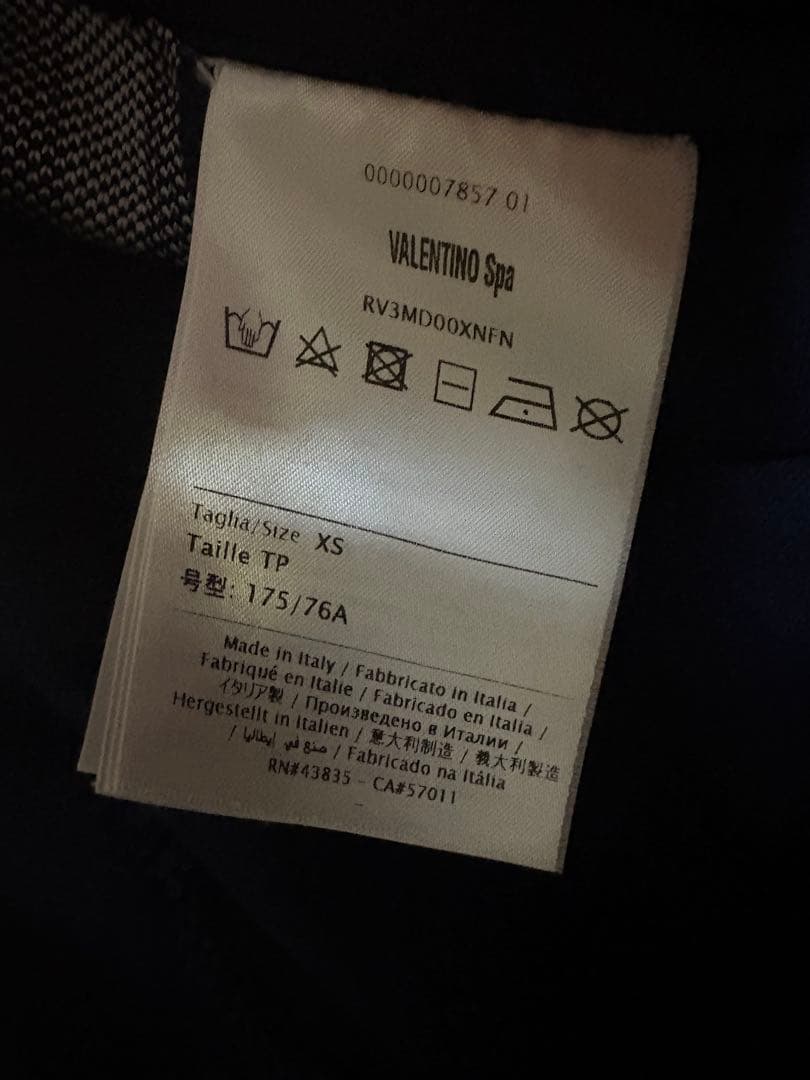 0000007857 01
VALENTINO Spa
RV3MD00XNFN
Taglia/Size XS
Taille TP
号型: 175/76A
Made in Italy / Fabbricato in Italia /
Fabriqué en Italie / Fabricado en Italia /
イタリア製 / Произведено в Италии /
Hergestellt in Italien / 意大利制造 / 義大利製造
/ صنع في إيطاليا / Fabricado na Itália
RN#43835 - CA#57011